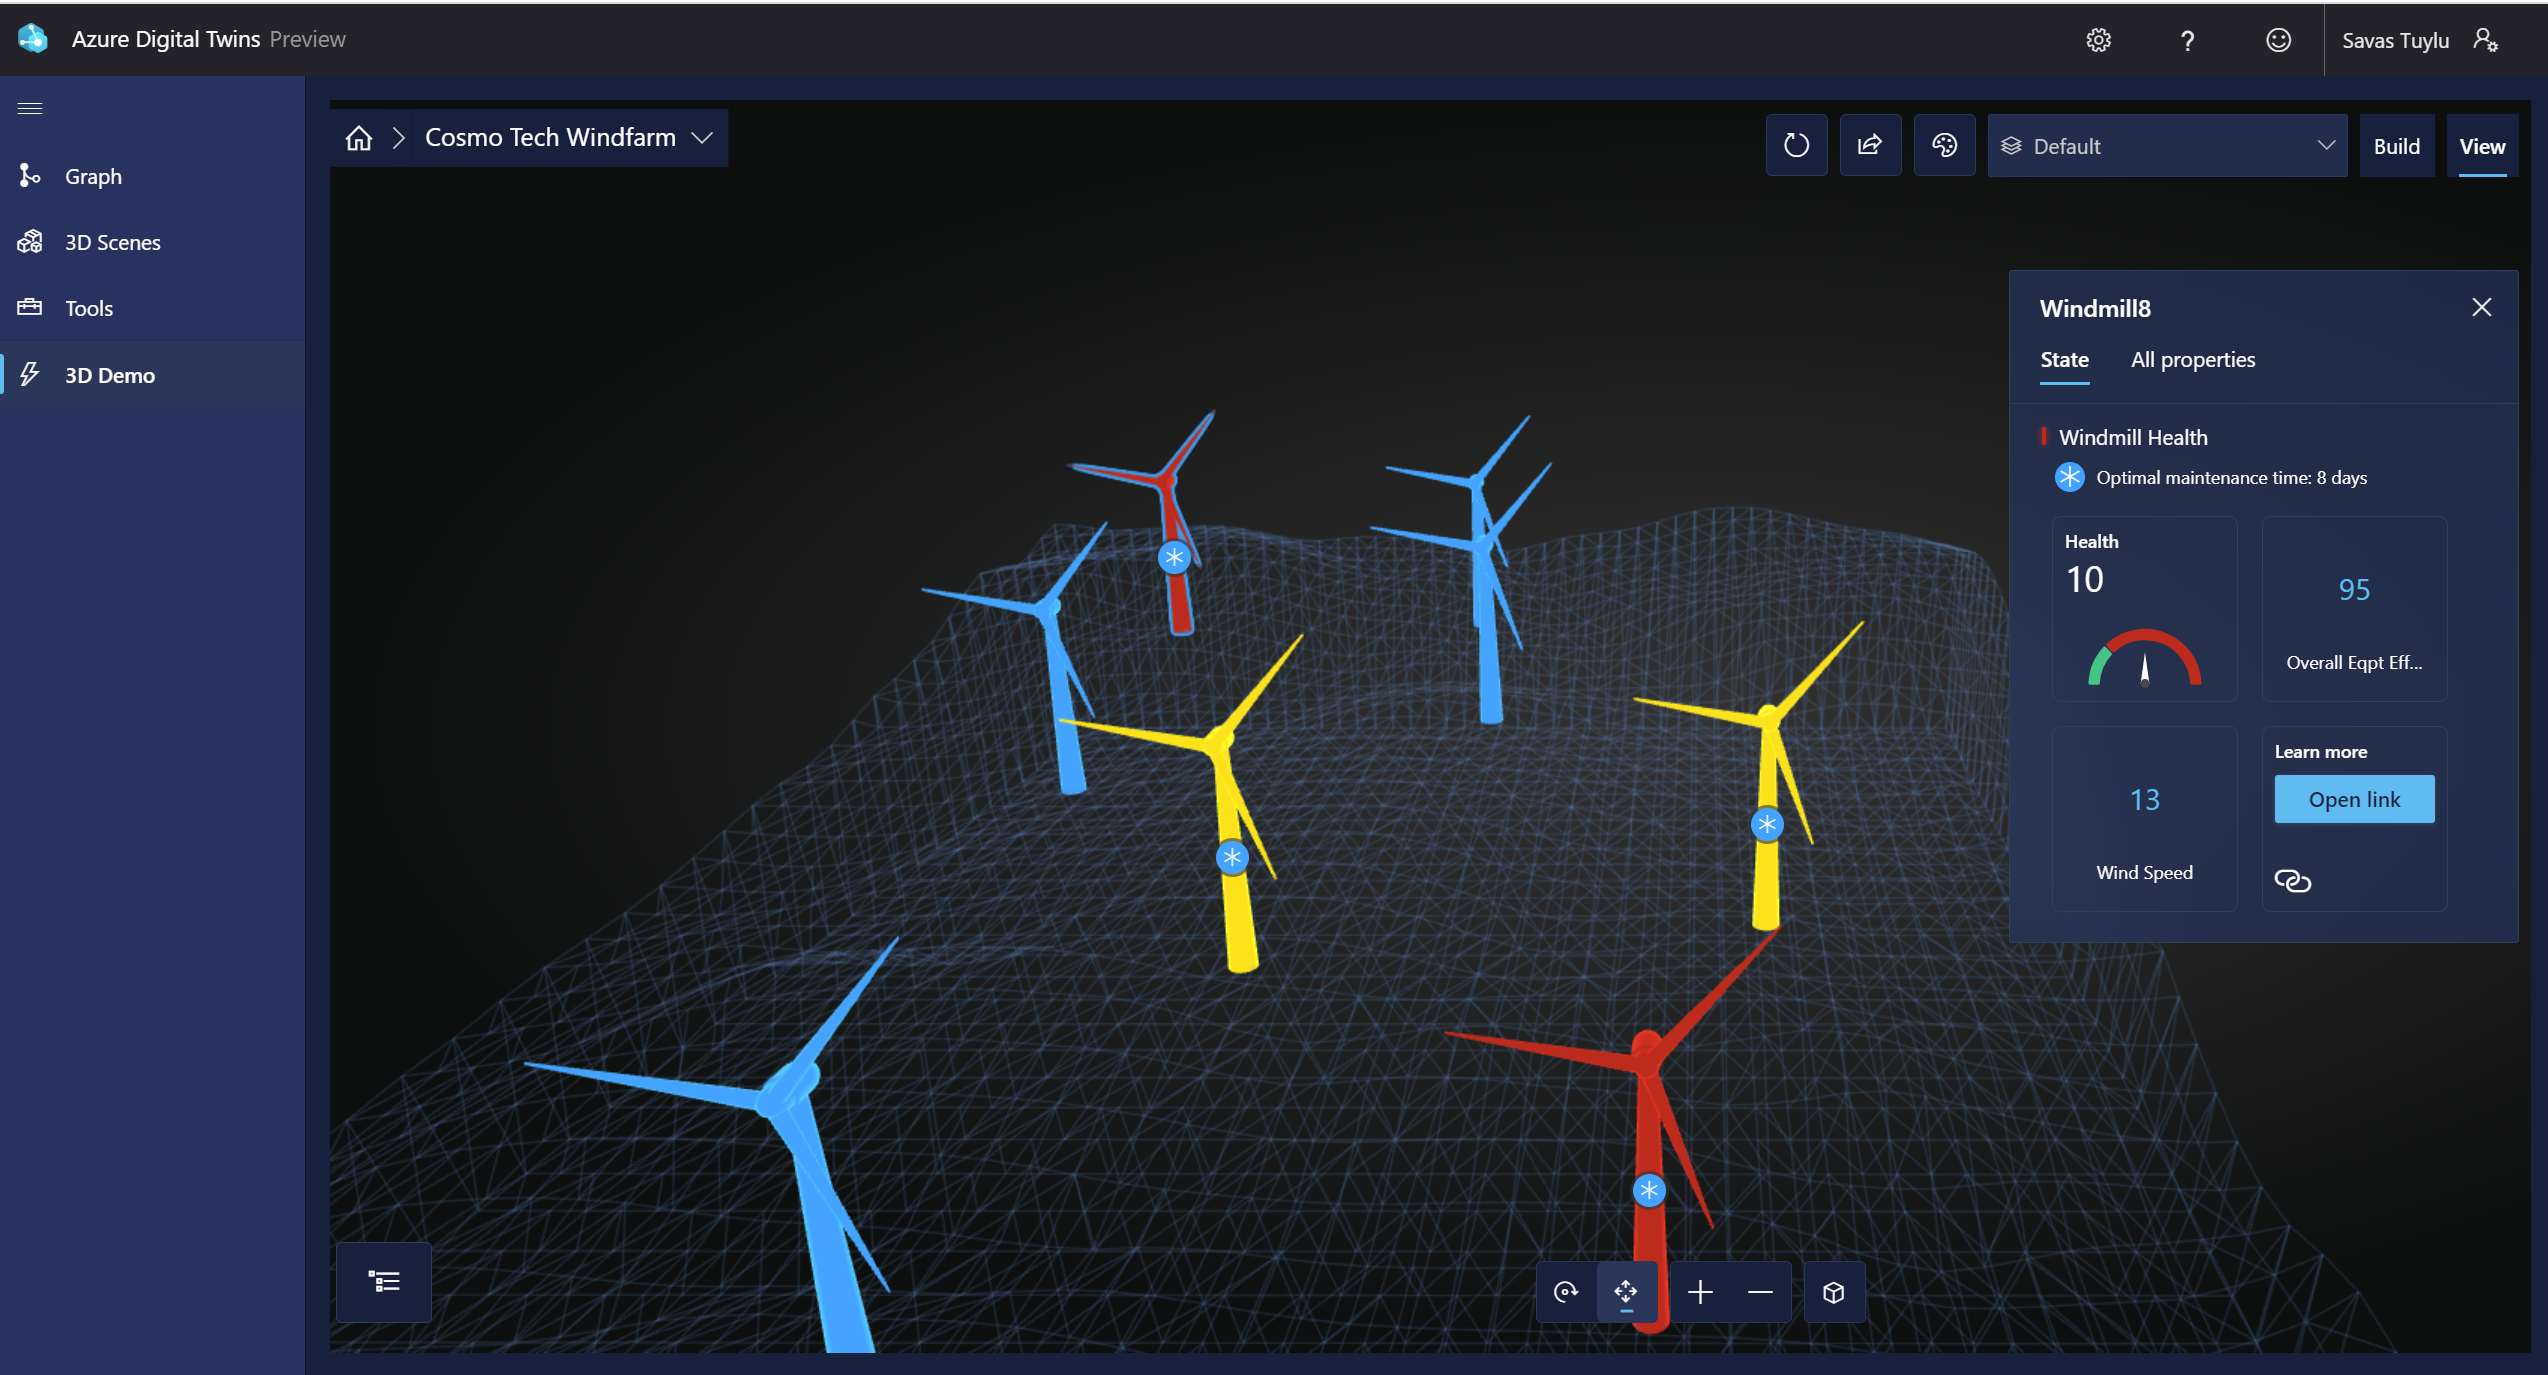 Azure Digital Twins Preview
?
Savas Tuylu
Graph
3D Scenes
Tools
3D Demo
Cosmo Tech Windfarm
Default
Build
View
Windmill8
State
All properties
Windmill Health
Optimal maintenance time: 8 days
Health
10
95
Overall Eqpt Eff...
13
Wind Speed
Learn more
Open link